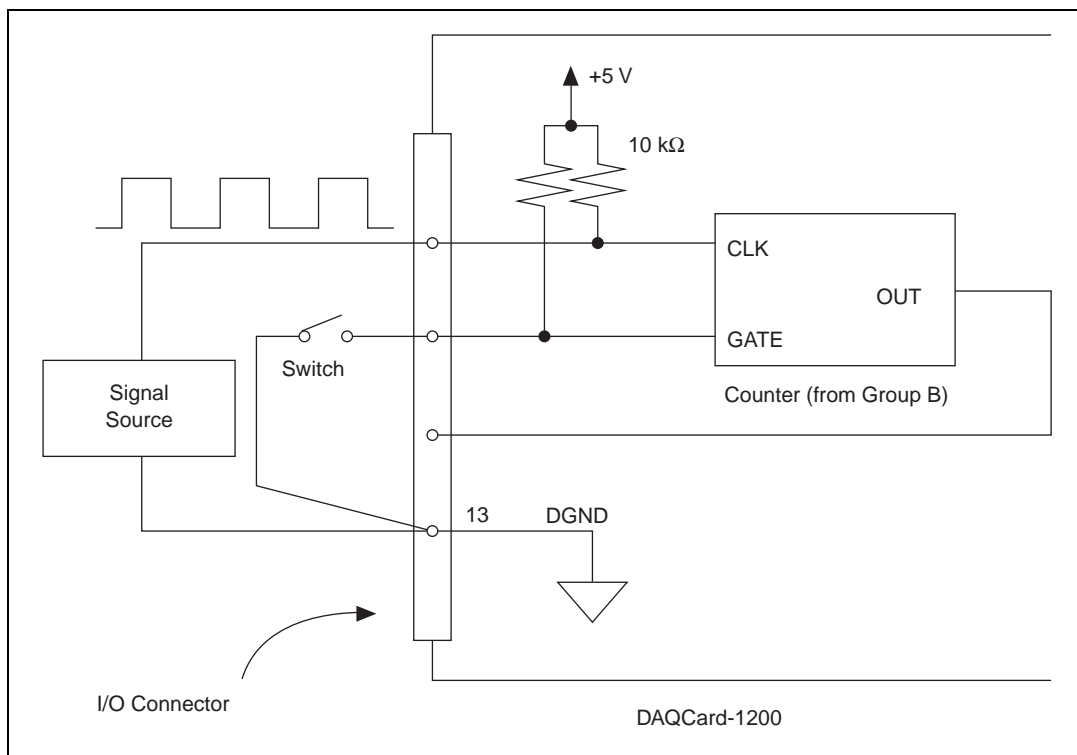 +5 V
10 kΩ
CLK
OUT
GATE
Switch
Signal
Source
Counter (from Group B)
13
DGND
I/O Connector
DAQCard-1200